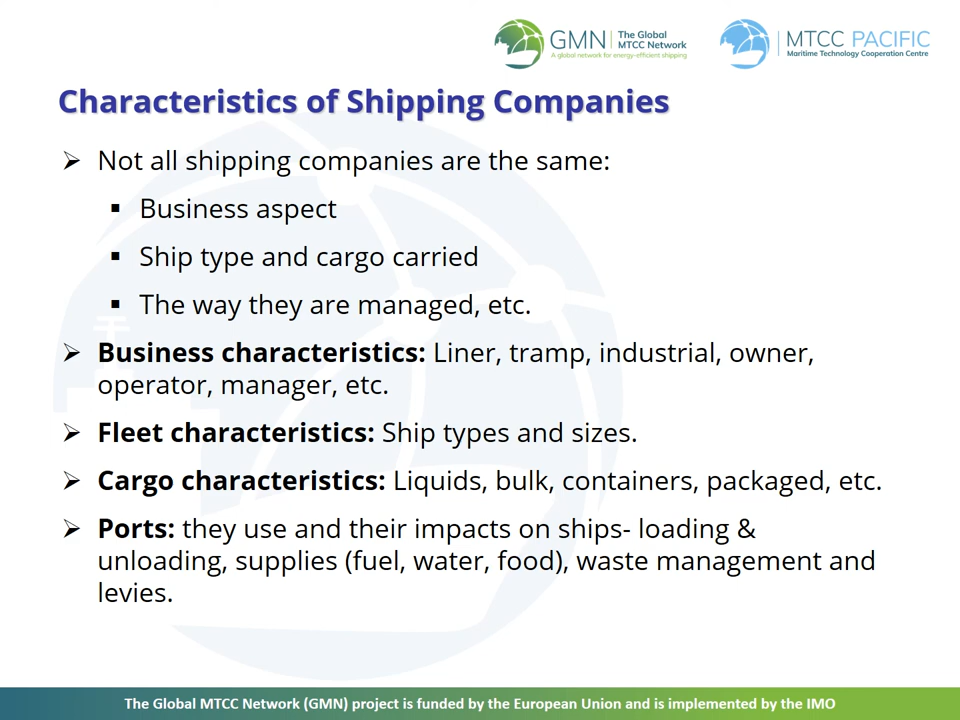 GMN | The Global MTCC Network
A global network for energy-efficient shipping
MTCC PACIFIC
Maritime Technology Cooperation Centre
Characteristics of Shipping Companies
➢ Not all shipping companies are the same:
▪ Business aspect
▪ Ship type and cargo carried
▪ The way they are managed, etc.
➢ Business characteristics: Liner, tramp, industrial, owner,
operator, manager, etc.
➢ Fleet characteristics: Ship types and sizes.
➢ Cargo characteristics: Liquids, bulk, containers, packaged, etc.
➢ Ports: they use and their impacts on ships- loading &
unloading, supplies (fuel, water, food), waste management and
levies.
The Global MTCC Network (GMN) project is funded by the European Union and is implemented by the IMO